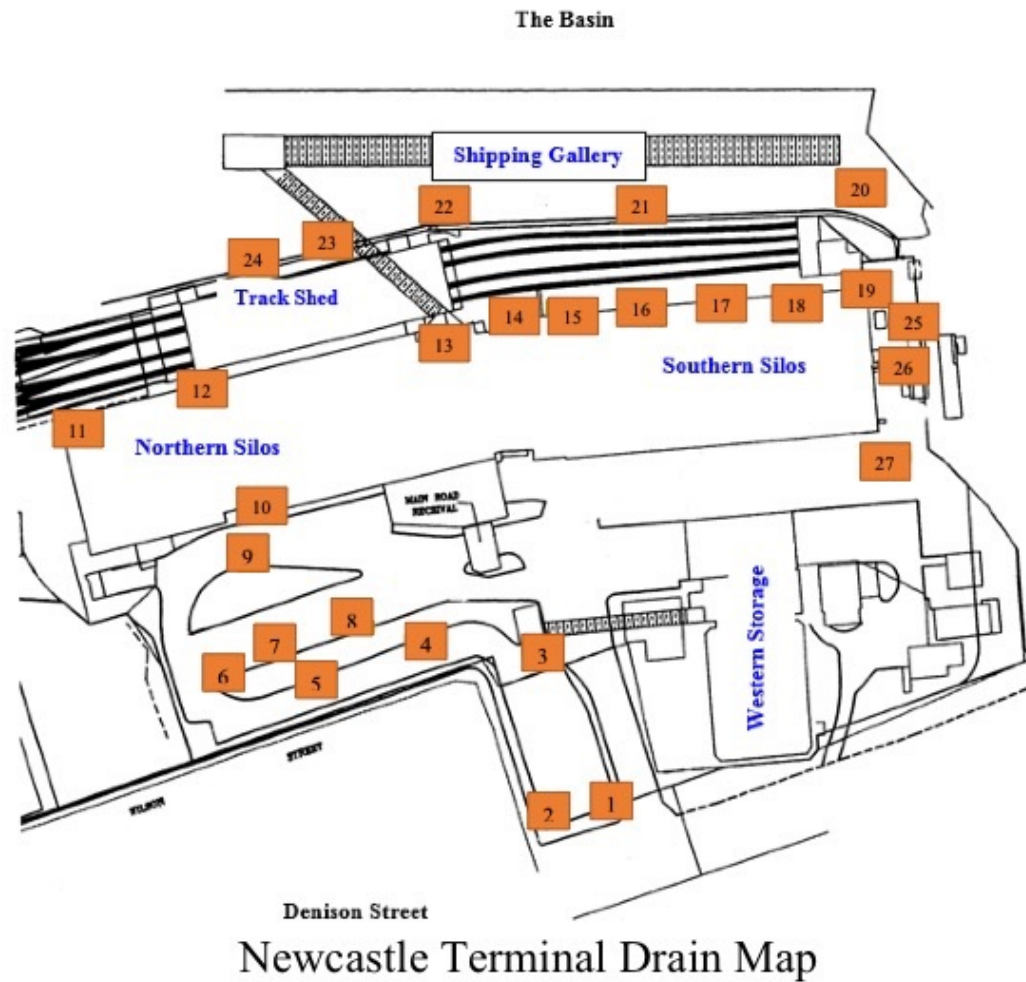 The Basin
Shipping Gallery
20
22
21
23
24
Track Shed
19
18
17
16
15
14
13
25
26
Southern Silos
12
11
Northern Silos
27
10
MAIN ROAD
RECEIVAL
9
8
7
6
5
4
3
Western Storage
STREET
WILSON
2
1
Denison Street
Newcastle Terminal Drain Map